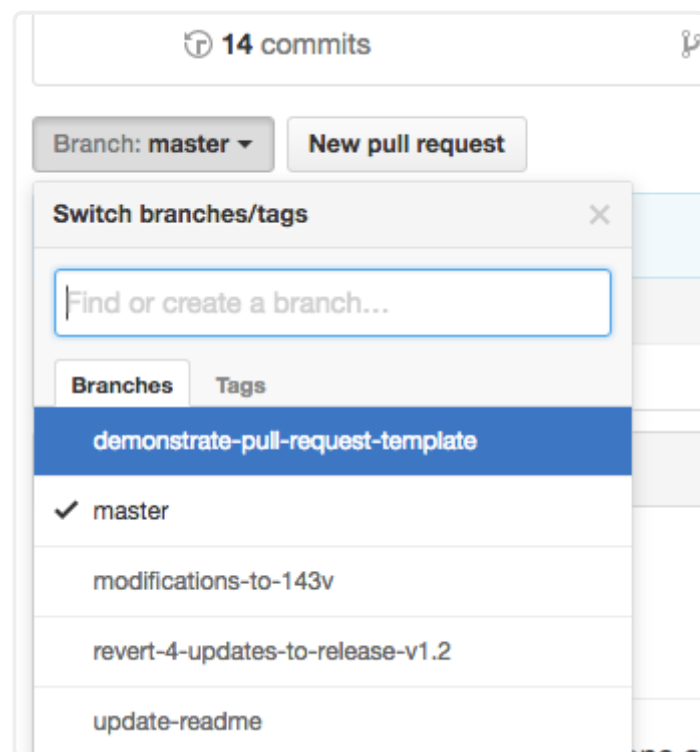 14 commits
Branch: master
New pull request
Switch branches/tags
Find or create a branch...
Branches
Tags
demonstrate-pull-request-template
master
modifications-to-143v
revert-4-updates-to-release-v1.2
update-readme